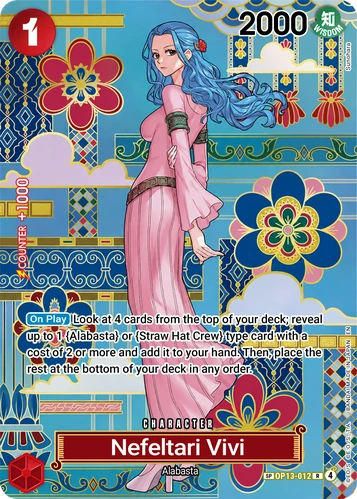 1
2000
知
WISDOM
COUNTER +1000
On Play Look at 4 cards from the top of your deck; reveal
up to 1 {Alabasta} or {Straw Hat Crew} type card with a
cost of 2 or more and add it to your hand. Then, place the
rest at the bottom of your deck in any order.
CHARACTER
Nefeltari Vivi
Alabasta
SP OP13-012 R 4